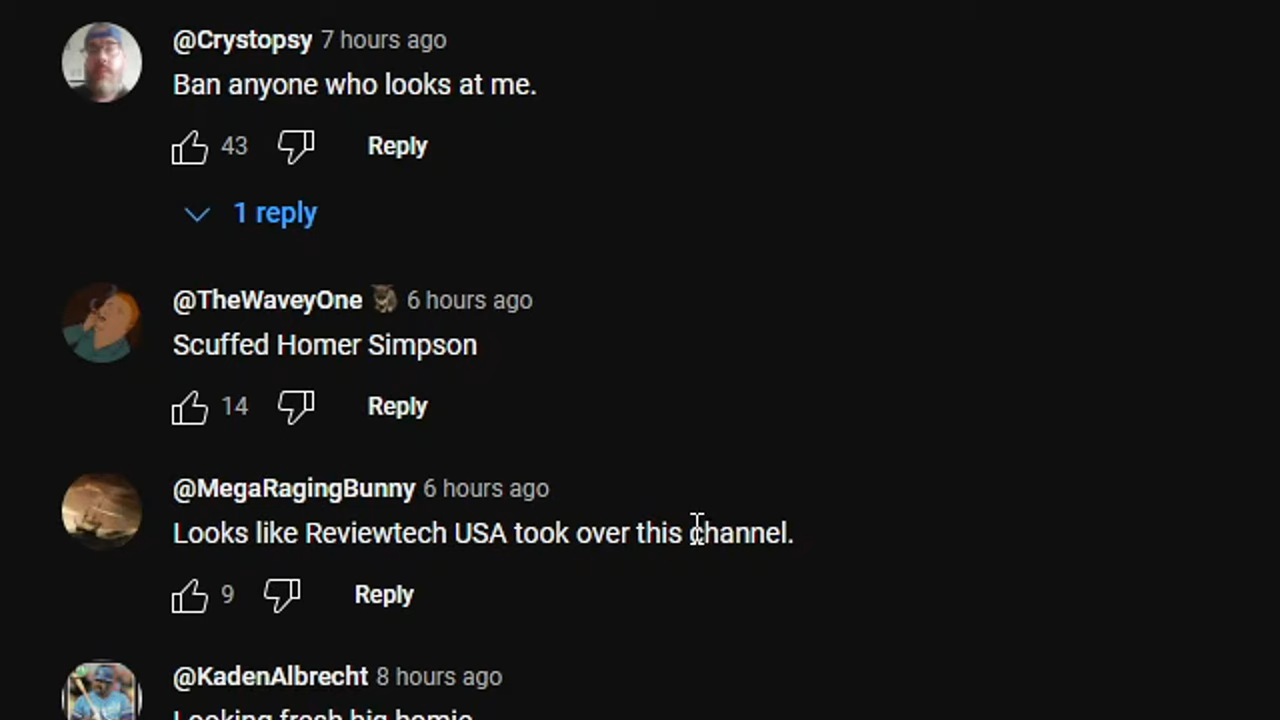 @Crystopsy 7 hours ago
Ban anyone who looks at me.
43 Reply
1 reply
@TheWaveyOne 6 hours ago
Scuffed Homer Simpson
14 Reply
@MegaRagingBunny 6 hours ago
Looks like Reviewtech USA took over this channel.
9 Reply
@KadenAlbrecht 8 hours ago
Looking fresh big homie